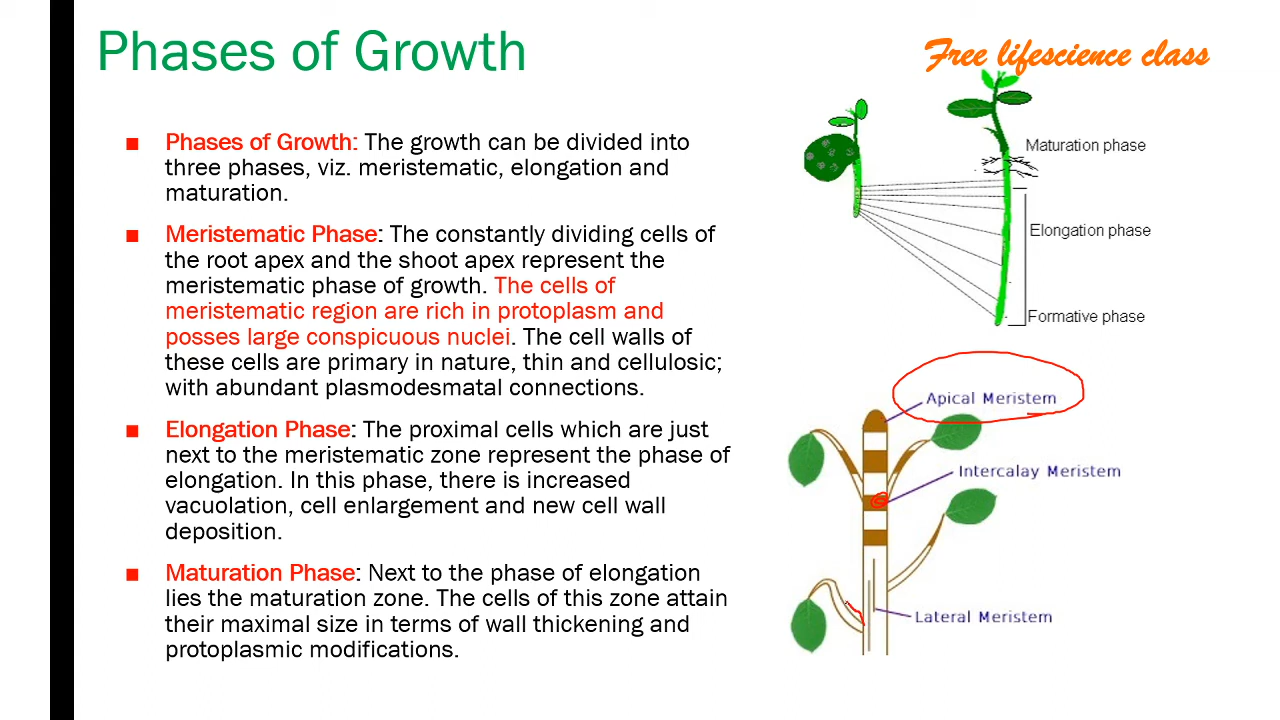 Phases of Growth
Free lifescience class
■ Phases of Growth: The growth can be divided into
three phases, viz. meristematic, elongation and
maturation.
■ Meristematic Phase: The constantly dividing cells of
the root apex and the shoot apex represent the
meristematic phase of growth. The cells of
meristematic region are rich in protoplasm and
posses large conspicuous nuclei. The cell walls of
these cells are primary in nature, thin and cellulosic;
with abundant plasmodesmatal connections.
■ Elongation Phase: The proximal cells which are just
next to the meristematic zone represent the phase of
elongation. In this phase, there is increased
vacuolation, cell enlargement and new cell wall
deposition.
■ Maturation Phase: Next to the phase of elongation
lies the maturation zone. The cells of this zone attain
their maximal size in terms of wall thickening and
protoplasmic modifications.
Maturation phase
Elongation phase
Formative phase
Apical Meristem
Intercalay Meristem
Lateral Meristem